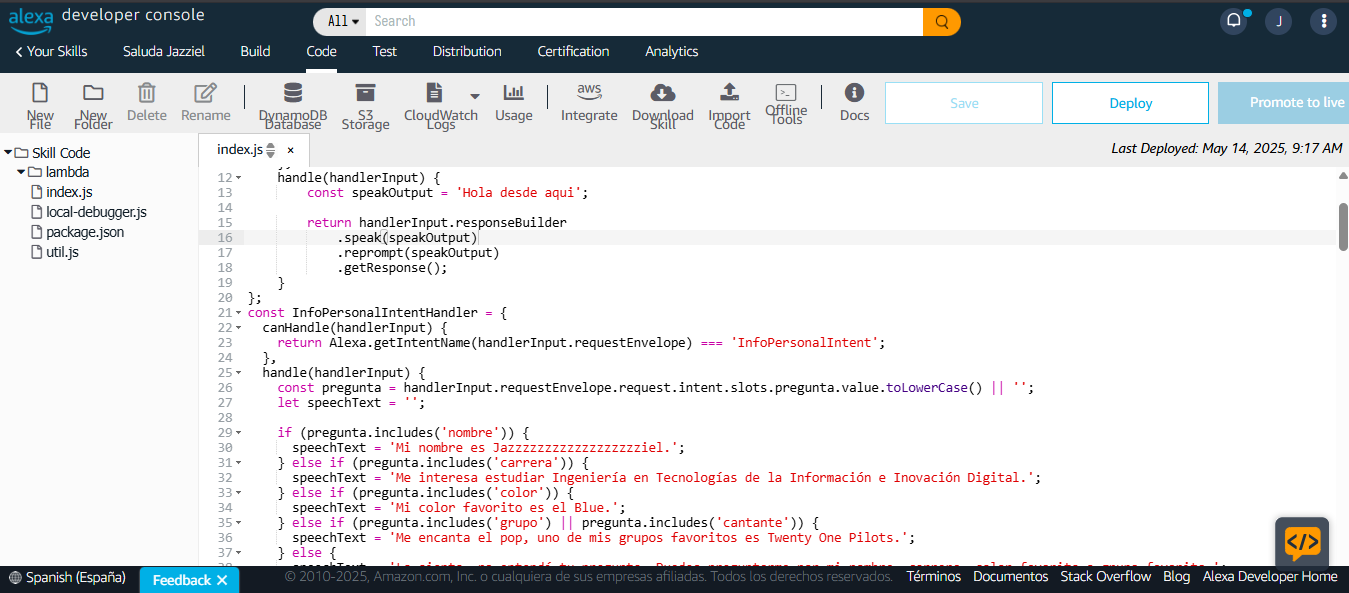 alexa developer console
All Search
J
Your Skills Saluda Jazziel Build Code Test Distribution Certification Analytics
New File New Folder Delete Rename DynamoDB Database S3 Storage CloudWatch Logs Usage aws Integrate Download Skill Import Code Offline Tools Docs Save Deploy Promote to live
Skill Code
lambda
index.js
local-debugger.js
package.json
util.js
index.js × Last Deployed: May 14, 2025, 9:17 AM
12 handle(handlerInput) {
13 const speakOutput = 'Hola desde aqui';
14
15 return handlerInput.responseBuilder
16 .speak(speakOutput)
17 .reprompt(speakOutput)
18 .getResponse();
19 }
20 };
21 const InfoPersonalIntentHandler = {
22 canHandle(handlerInput) {
23 return Alexa.getIntentName(handlerInput.requestEnvelope) === 'InfoPersonalIntent';
24 },
25 handle(handlerInput) {
26 const pregunta = handlerInput.requestEnvelope.request.intent.slots.pregunta.value.toLowerCase() || '';
27 let speechText = '';
28
29 if (pregunta.includes('nombre')) {
30 speechText = 'Mi nombre es Jazzzzzzzzzzzzzzzzzzziel.';
31 } else if (pregunta.includes('carrera')) {
32 speechText = 'Me interesa estudiar Ingeniería en Tecnologías de la Información e Inovación Digital.';
33 } else if (pregunta.includes('color')) {
34 speechText = 'Mi color favorito es el Blue.';
35 } else if (pregunta.includes('grupo') || pregunta.includes('cantante')) {
36 speechText = 'Me encanta el pop, uno de mis grupos favoritos es Twenty One Pilots.';
37 } else {
Spanish (España) Feedback × © 2010-2025, Amazon.com, Inc. o cualquiera de sus empresas afiliadas. Todos los derechos reservados. Términos Documentos Stack Overflow Blog Alexa Developer Home